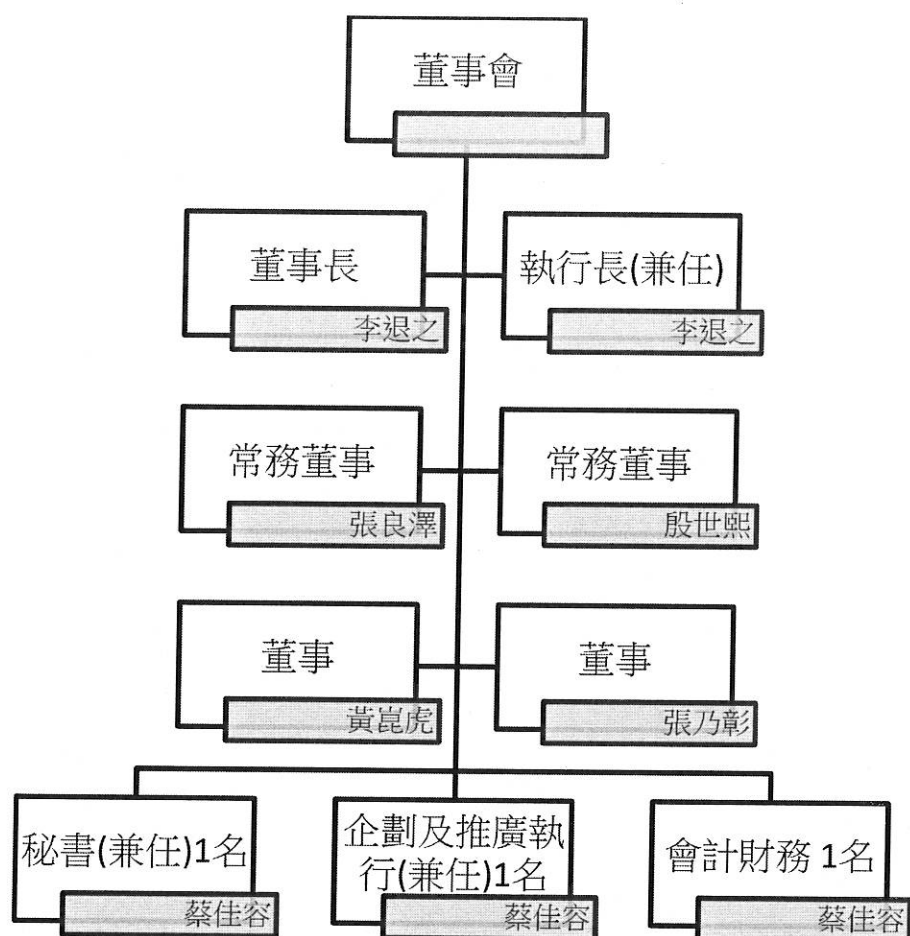 董事會
董事長
李退之
執行長(兼任)
李退之
常務董事
張良澤
常務董事
殷世熙
董事
黃崑虎
董事
張乃彰
秘書(兼任)1名
蔡佳容
企劃及推廣執
行(兼任)1名
蔡佳容
會計財務 1名
蔡佳容